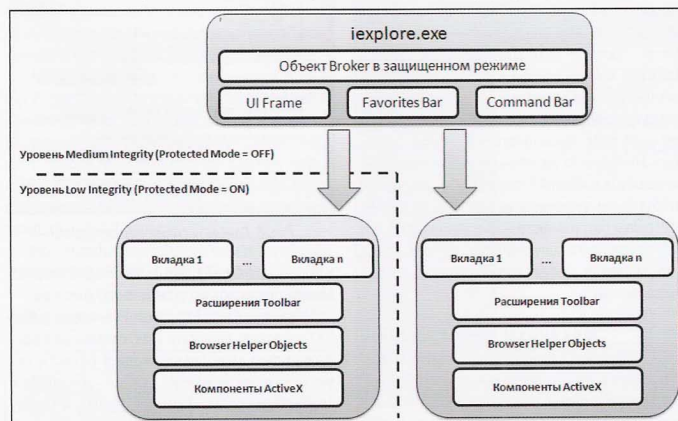 iexplore.exe
Объект Broker в защищенном режиме
UI Frame
Favorites Bar
Command Bar
Уровень Medium Integrity (Protected Mode = OFF)
Уровень Low Integrity (Protected Mode = ON)
Вкладка 1
...
Вкладка n
Расширения Toolbar
Browser Helper Objects
Компоненты ActiveX
Вкладка 1
...
Вкладка n
Расширения Toolbar
Browser Helper Objects
Компоненты ActiveX